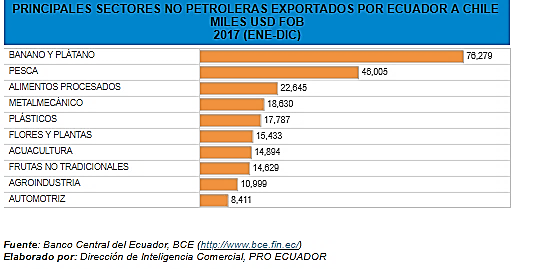 PRINCIPALES SECTORES NO PETROLERAS EXPORTADOS POR ECUADOR A CHILE
MILES USD FOB
2017 (ENE-DIC)
BANANO Y PLÁTANO 76,279
PESCA 46,005
ALIMENTOS PROCESADOS 22,645
METALMECÁNICO 18,630
PLÁSTICOS 17,787
FLORES Y PLANTAS 15,433
ACUACULTURA 14,894
FRUTAS NO TRADICIONALES 14,629
AGROINDUSTRIA 10,999
AUTOMOTRIZ 8,411
Fuente: Banco Central del Ecuador, BCE (http://www.bce.fin.ec/)
Elaborado por: Dirección de Inteligencia Comercial, PRO ECUADOR